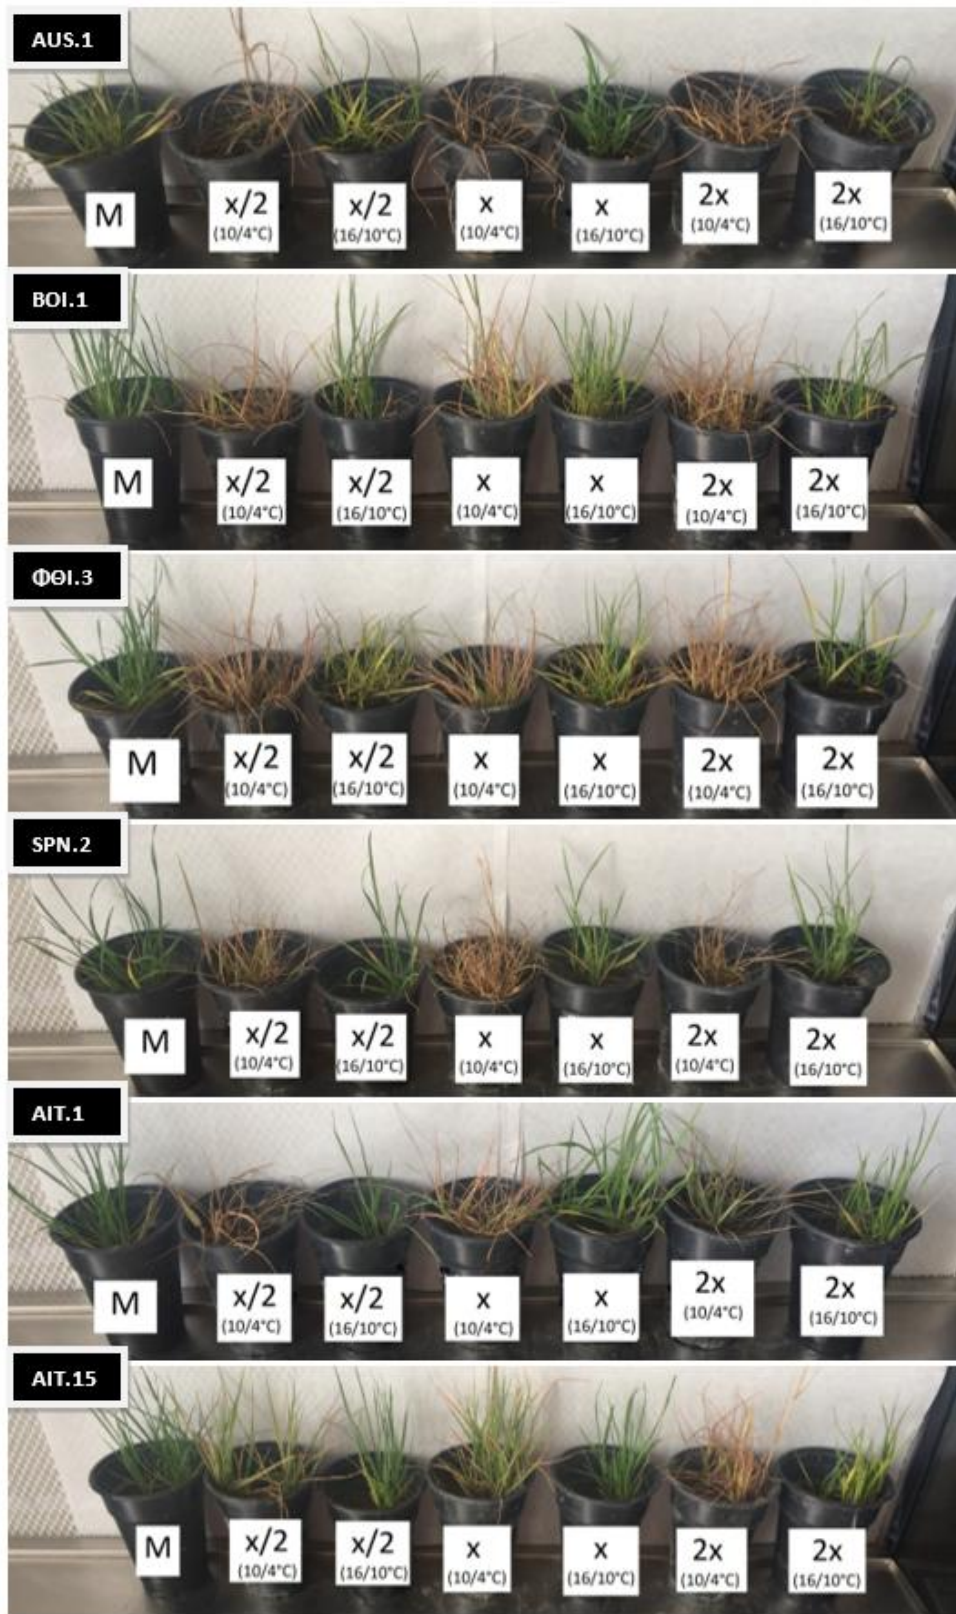 AUS.1
M
x/2
(10/4°C)
x/2
(16/10°C)
x
(10/4°C)
x
(16/10°C)
2x
(10/4°C)
2x
(16/10°C)
BOI.1
M
x/2
(10/4°C)
x/2
(16/10°C)
x
(10/4°C)
x
(16/10°C)
2x
(10/4°C)
2x
(16/10°C)
ΦΘΙ.3
M
x/2
(10/4°C)
x/2
(16/10°C)
x
(10/4°C)
x
(16/10°C)
2x
(10/4°C)
2x
(16/10°C)
SPN.2
M
x/2
(10/4°C)
x/2
(16/10°C)
x
(10/4°C)
x
(16/10°C)
2x
(10/4°C)
2x
(16/10°C)
AIT.1
M
x/2
(10/4°C)
x/2
(16/10°C)
x
(10/4°C)
x
(16/10°C)
2x
(10/4°C)
2x
(16/10°C)
AIT.15
M
x/2
(10/4°C)
x/2
(16/10°C)
x
(10/4°C)
x
(16/10°C)
2x
(10/4°C)
2x
(16/10°C)